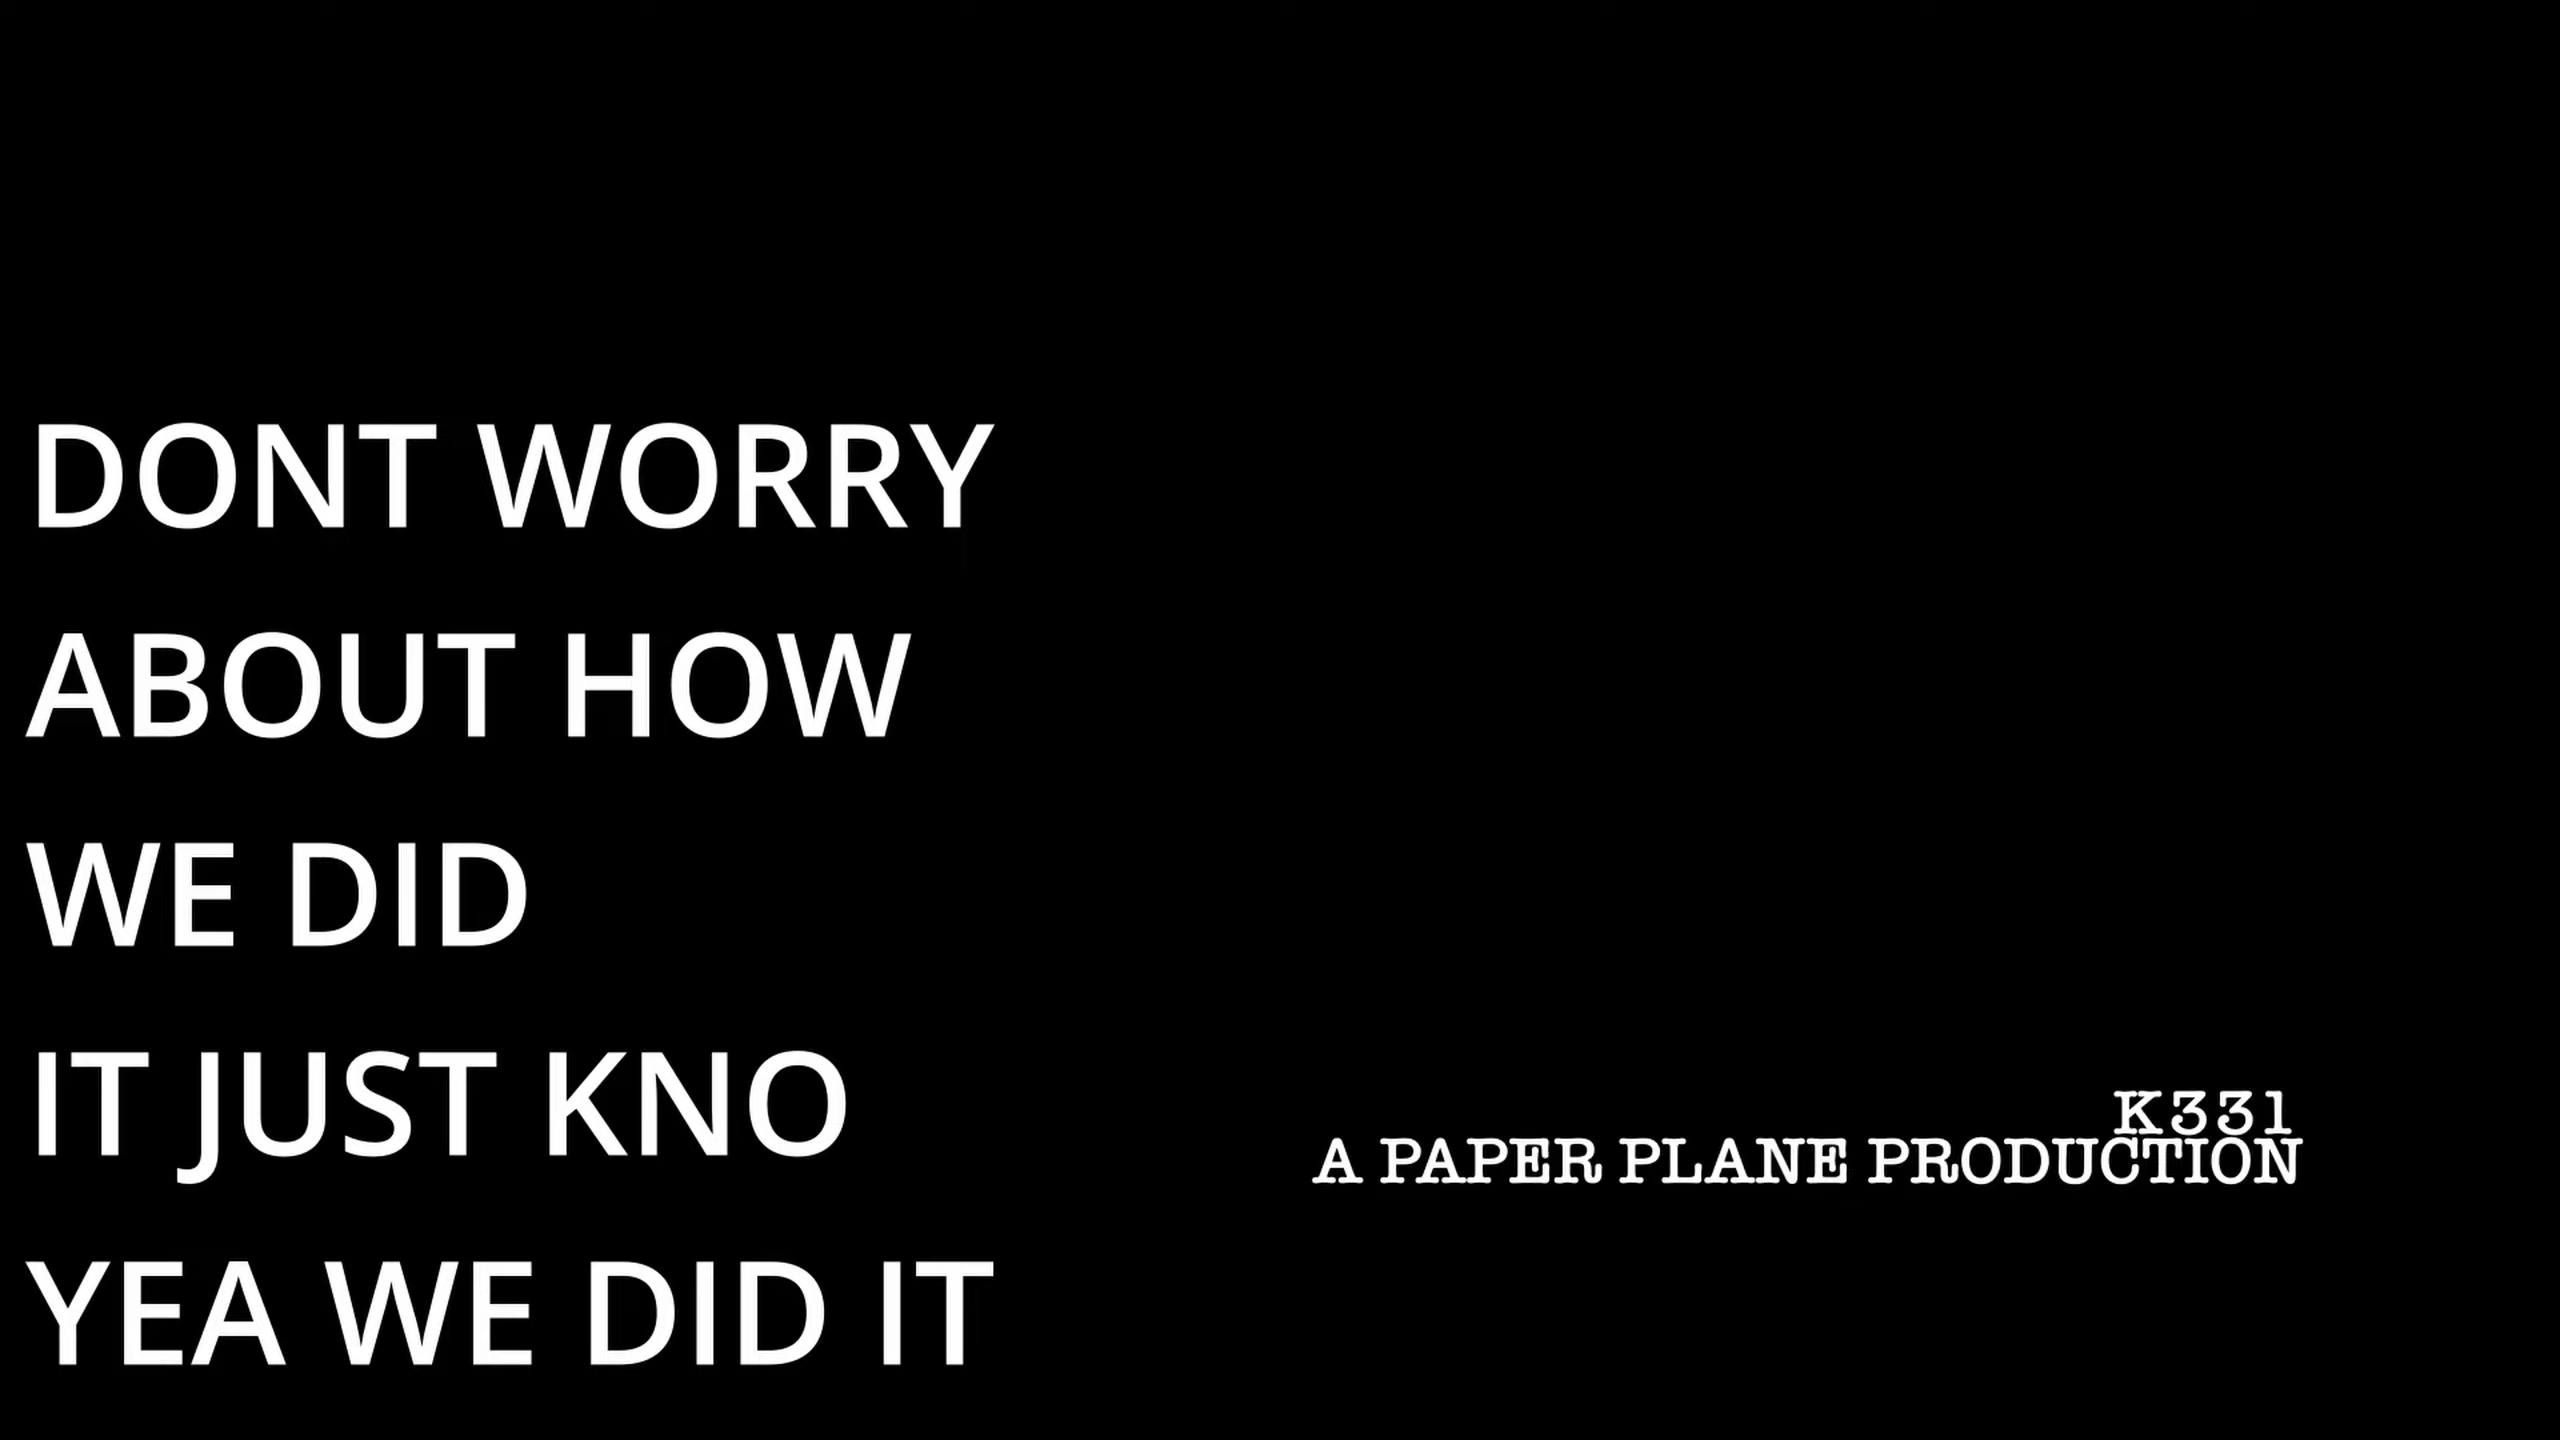 DONT WORRY
ABOUT HOW
WE DID
IT JUST KNO
YEA WE DID IT
K331
A PAPER PLANE PRODUCTION